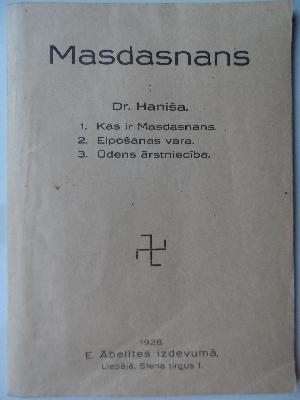 Masdasnans
Dr. Haniša.
1. Kas ir Masdasnans.
2. Elpošanas vara.
3. Ūdens ārstniecība.
1928
E. Ābelītes izdevumā,
Liepājā, Siena tirgus 1.